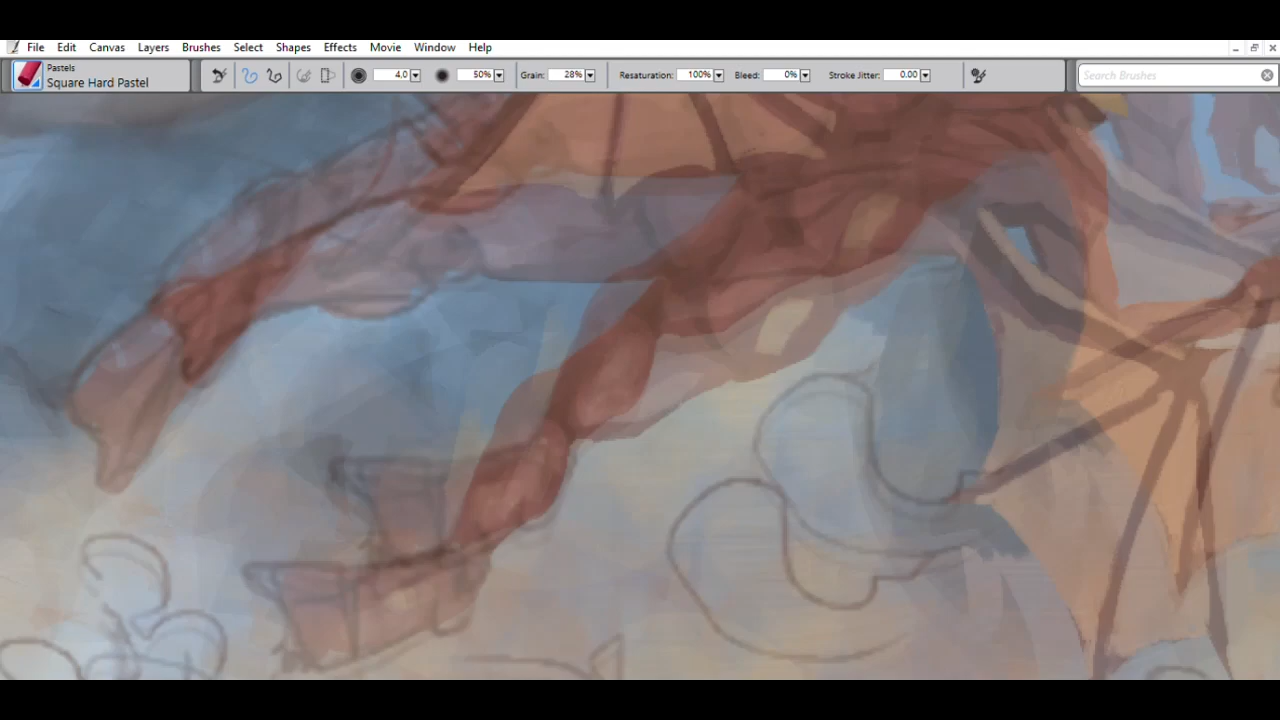 File Edit Canvas Layers Brushes Select Shapes Effects Movie Window Help
Pastels
Square Hard Pastel
4,0 50% Grain: 28% Resaturation: 100% Bleed: 0% Stroke Jitter: 0.00 Search Brushes